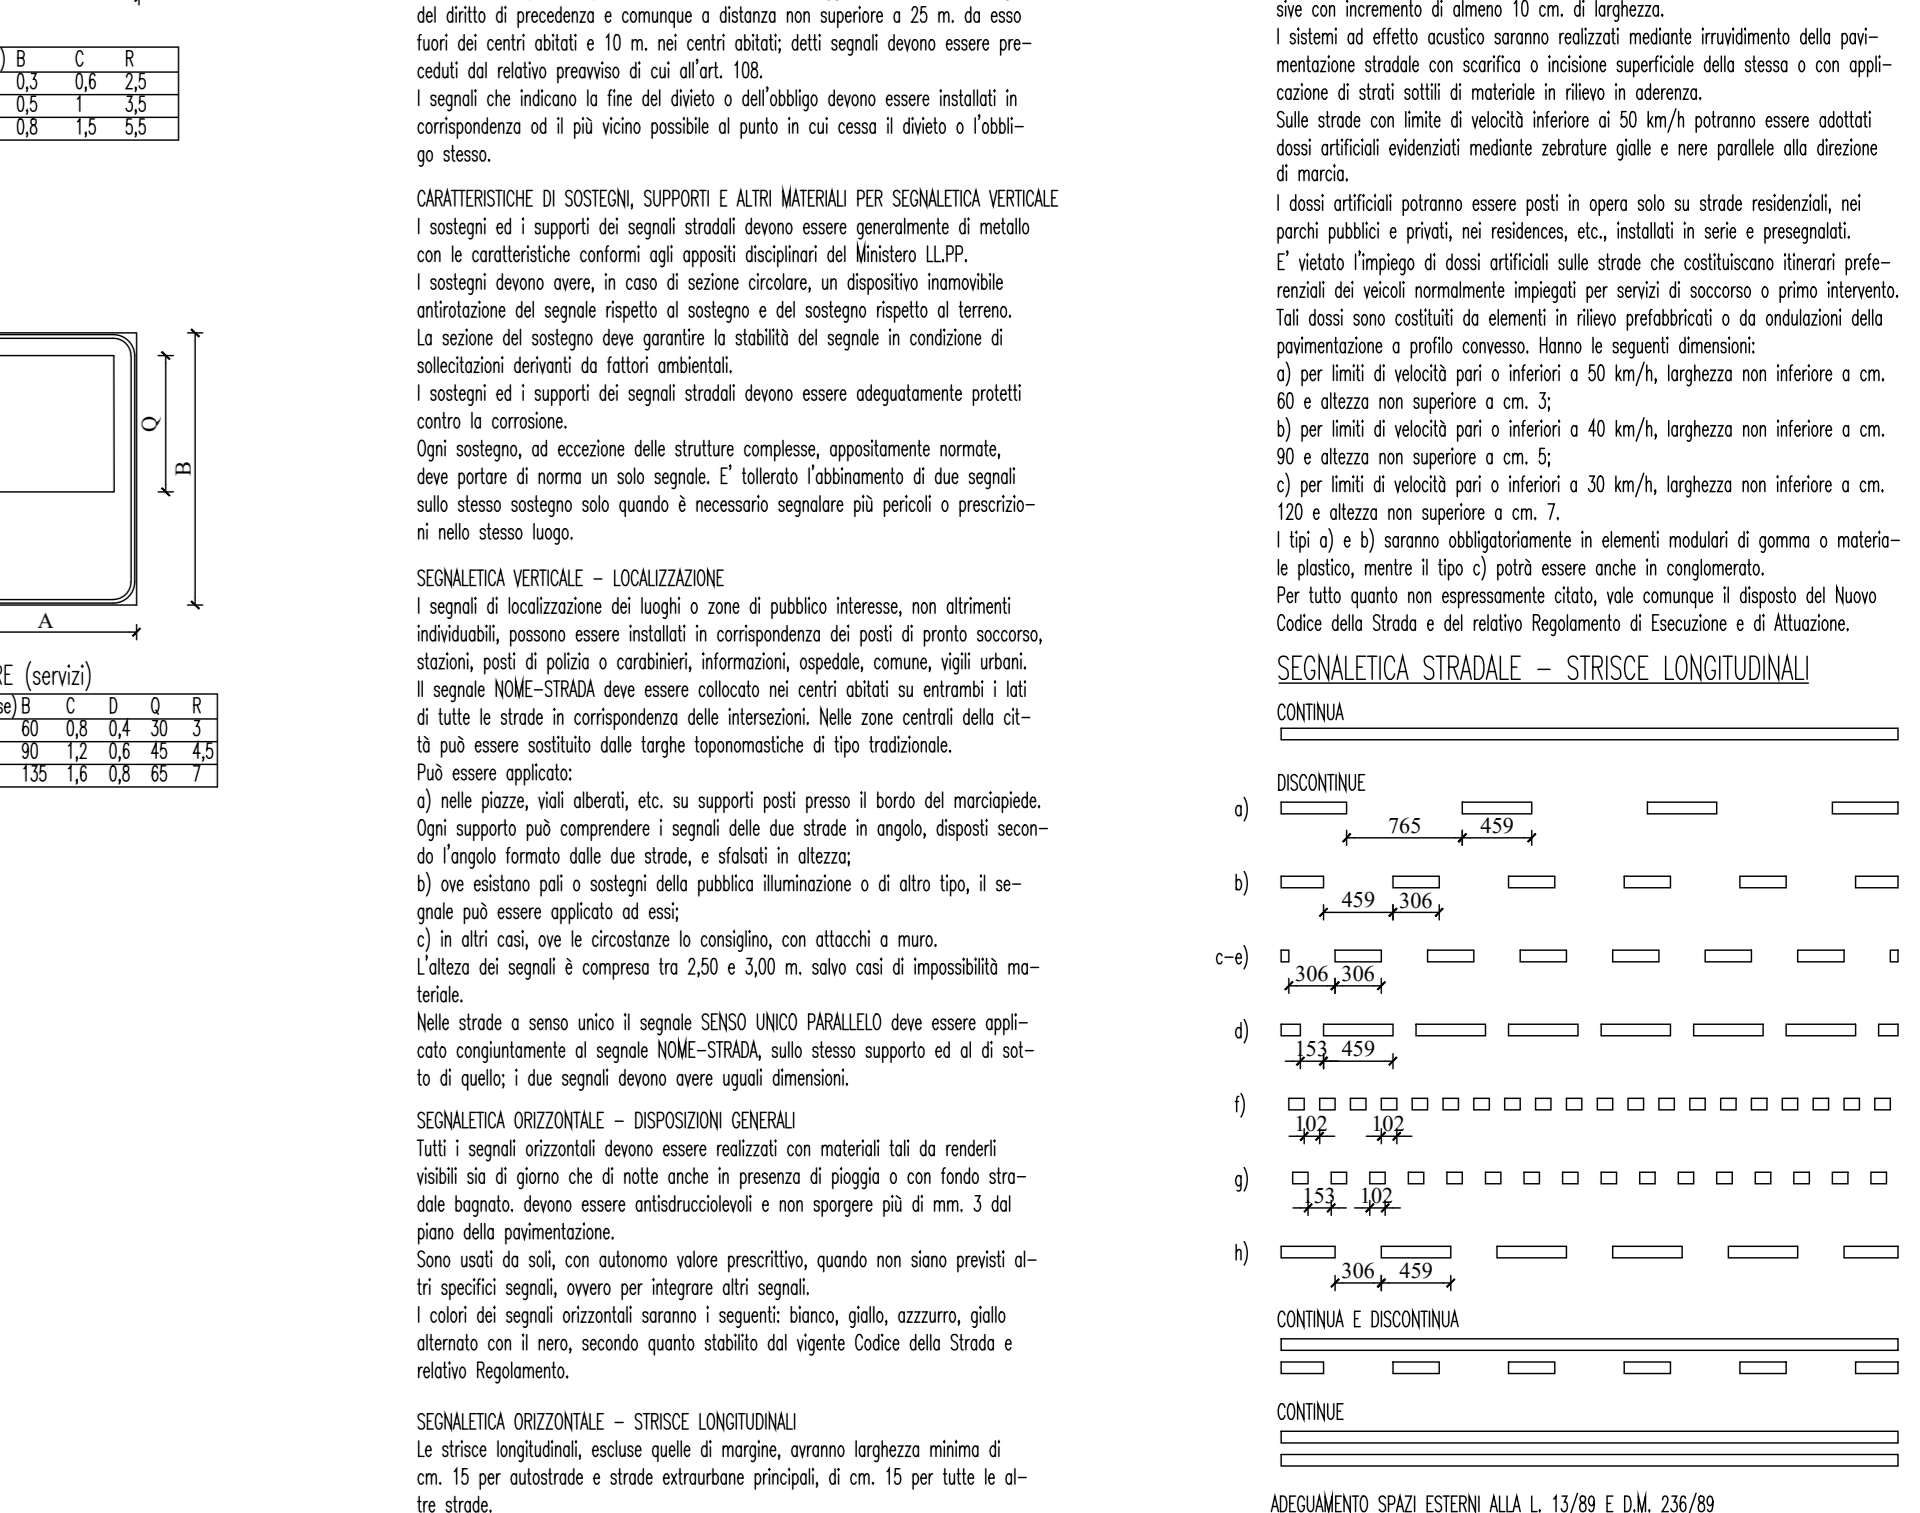 ) B C R
0,3 0,6 2,5
0,5 1 3,5
0,8 1,5 5,5
Q
B
A
RE (servizi)
se) B C D Q R
60 0,8 0,4 30 3
90 1,2 0,6 45 4,5
135 1,6 0,8 65 7
del diritto di precedenza e comunque a distanza non superiore a 25 m. da esso
fuori dei centri abitati e 10 m. nei centri abitati; detti segnali devono essere pre–
ceduti dal relativo preavviso di cui all'art. 108.
I segnali che indicano la fine del divieto o dell'obbligo devono essere installati in
corrispondenza od il più vicino possibile al punto in cui cessa il divieto o l'obbli–
go stesso.
CARATTERISTICHE DI SOSTEGNI, SUPPORTI E ALTRI MATERIALI PER SEGNALETICA VERTICALE
I sostegni ed i supporti dei segnali stradali devono essere generalmente di metallo
con le caratteristiche conformi agli appositi disciplinari del Ministero LL.PP.
I sostegni devono avere, in caso di sezione circolare, un dispositivo inamovibile
antirotazione del segnale rispetto al sostegno e del sostegno rispetto al terreno.
La sezione del sostegno deve garantire la stabilità del segnale in condizione di
sollecitazioni derivanti da fattori ambientali.
I sostegni ed i supporti dei segnali stradali devono essere adeguatamente protetti
contro la corrosione.
Ogni sostegno, ad eccezione delle strutture complesse, appositamente normate,
deve portare di norma un solo segnale. E' tollerato l'abbinamento di due segnali
sullo stesso sostegno solo quando è necessario segnalare più pericoli o prescrizio–
ni nello stesso luogo.
SEGNALETICA VERTICALE – LOCALIZZAZIONE
I segnali di localizzazione dei luoghi o zone di pubblico interesse, non altrimenti
individuabili, possono essere installati in corrispondenza dei posti di pronto soccorso,
stazioni, posti di polizia o carabinieri, informazioni, ospedale, comune, vigili urbani.
Il segnale NOME–STRADA deve essere collocato nei centri abitati su entrambi i lati
di tutte le strade in corrispondenza delle intersezioni. Nelle zone centrali della cit–
tà può essere sostituito dalle targhe toponomastiche di tipo tradizionale.
Può essere applicato:
a) nelle piazze, viali alberati, etc. su supporti posti presso il bordo del marciapiede.
Ogni supporto può comprendere i segnali delle due strade in angolo, disposti secon–
do l'angolo formato dalle due strade, e sfalsati in altezza;
b) ove esistano pali o sostegni della pubblica illuminazione o di altro tipo, il se–
gnale può essere applicato ad essi;
c) in altri casi, ove le circostanze lo consiglino, con attacchi a muro.
L'alteza dei segnali è compresa tra 2,50 e 3,00 m. salvo casi di impossibilità ma–
teriale.
Nelle strade a senso unico il segnale SENSO UNICO PARALLELO deve essere appli–
cato congiuntamente al segnale NOME–STRADA, sullo stesso supporto ed al di sot–
to di quello; i due segnali devono avere uguali dimensioni.
SEGNALETICA ORIZZONTALE – DISPOSIZIONI GENERALI
Tutti i segnali orizzontali devono essere realizzati con materiali tali da renderli
visibili sia di giorno che di notte anche in presenza di pioggia o con fondo stra–
dale bagnato. devono essere antisdrucciolevoli e non sporgere più di mm. 3 dal
piano della pavimentazione.
Sono usati da soli, con autonomo valore prescrittivo, quando non siano previsti al–
tri specifici segnali, ovvero per integrare altri segnali.
I colori dei segnali orizzontali saranno i seguenti: bianco, giallo, azzzurro, giallo
alternato con il nero, secondo quanto stabilito dal vigente Codice della Strada e
relativo Regolamento.
SEGNALETICA ORIZZONTALE – STRISCE LONGITUDINALI
Le strisce longitudinali, escluse quelle di margine, avranno larghezza minima di
cm. 15 per autostrade e strade extraurbane principali, di cm. 15 per tutte le al–
tre strade.
sive con incremento di almeno 10 cm. di larghezza.
I sistemi ad effetto acustico saranno realizzati mediante irruvidimento della pavi–
mentazione stradale con scarifica o incisione superficiale della stessa o con appli–
cazione di strati sottili di materiale in rilievo in aderenza.
Sulle strade con limite di velocità inferiore ai 50 km/h potranno essere adottati
dossi artificiali evidenziati mediante zebrature gialle e nere parallele alla direzione
di marcia.
I dossi artificiali potranno essere posti in opera solo su strade residenziali, nei
parchi pubblici e privati, nei residences, etc., installati in serie e presegnalati.
E' vietato l'impiego di dossi artificiali sulle strade che costituiscano itinerari prefe–
renziali dei veicoli normalmente impiegati per servizi di soccorso o primo intervento.
Tali dossi sono costituiti da elementi in rilievo prefabbricati o da ondulazioni della
pavimentazione a profilo convesso. Hanno le seguenti dimensioni:
a) per limiti di velocità pari o inferiori a 50 km/h, larghezza non inferiore a cm.
60 e altezza non superiore a cm. 3;
b) per limiti di velocità pari o inferiori a 40 km/h, larghezza non inferiore a cm.
90 e altezza non superiore a cm. 5;
c) per limiti di velocità pari o inferiori a 30 km/h, larghezza non inferiore a cm.
120 e altezza non superiore a cm. 7.
I tipi a) e b) saranno obbligatoriamente in elementi modulari di gomma o materia–
le plastico, mentre il tipo c) potrà essere anche in conglomerato.
Per tutto quanto non espressamente citato, vale comunque il disposto del Nuovo
Codice della Strada e del relativo Regolamento di Esecuzione e di Attuazione.
SEGNALETICA STRADALE – STRISCE LONGITUDINALI
CONTINUA
DISCONTINUE
a)
765 459
b)
459 306
c–e)
306 306
d)
153 459
f)
102 102
g)
153 102
h)
306 459
CONTINUA E DISCONTINUA
CONTINUE
ADEGUAMENTO SPAZI ESTERNI ALLA L. 13/89 E D.M. 236/89